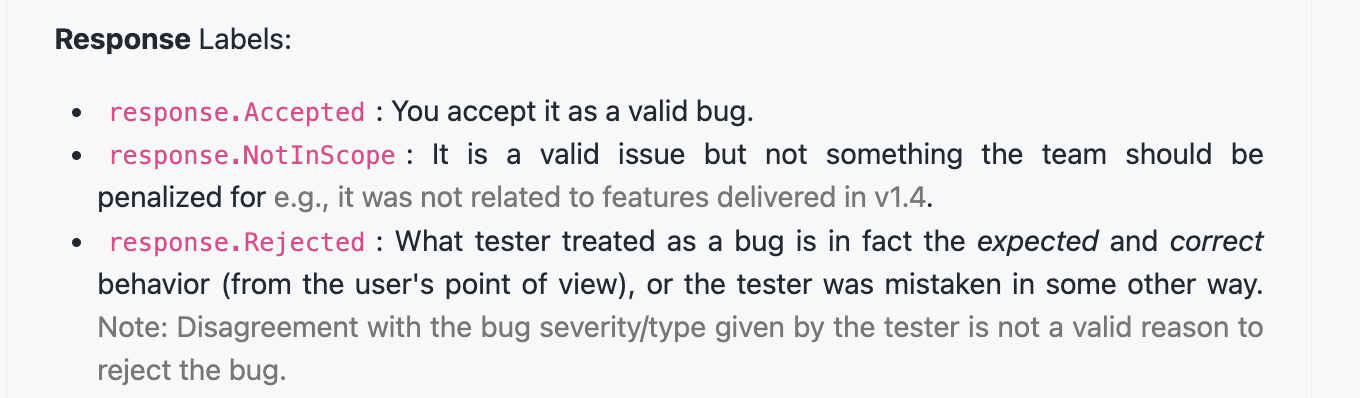 Response Labels:
• response.Accepted : You accept it as a valid bug.
• response.NotInScope : It is a valid issue but not something the team should be
penalized for e.g., it was not related to features delivered in v1.4.
• response.Rejected : What tester treated as a bug is in fact the expected and correct
behavior (from the user's point of view), or the tester was mistaken in some other way.
Note: Disagreement with the bug severity/type given by the tester is not a valid reason to
reject the bug.